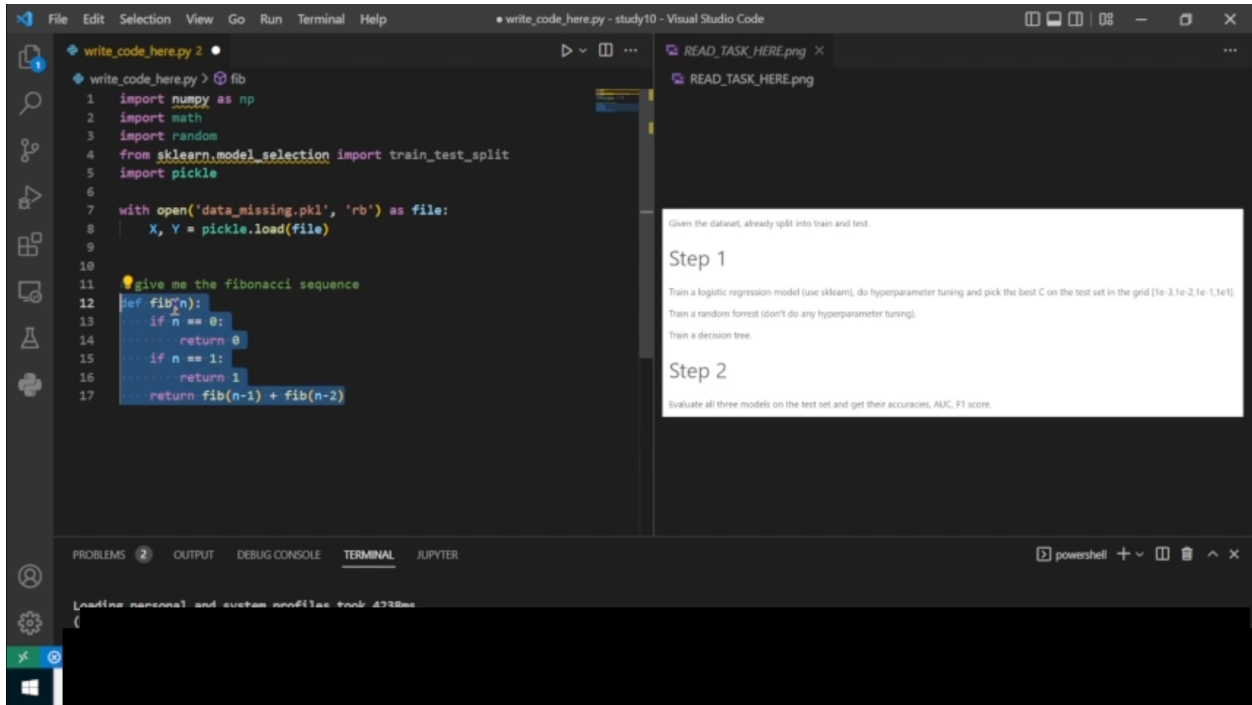 File Edit Selection View Go Run Terminal Help
● write_code_here.py - study10 - Visual Studio Code
write_code_here.py 2 ●
write_code_here.py > fib
1 import numpy as np
2 import math
3 import random
4 from sklearn.model_selection import train_test_split
5 import pickle
6
7 with open('data_missing.pkl', 'rb') as file:
8 X, Y = pickle.load(file)
9
10
11 give me the fibonacci sequence
12 def fib(n):
13 if n == 0:
14 return 0
15 if n == 1:
16 return 1
17 return fib(n-1) + fib(n-2)
READ_TASK_HERE.png ×
READ_TASK_HERE.png
Given the dataset, already split into train and test.
Step 1
Train a logistic regression model (use sklearn), do hyperparameter tuning and pick the best C on the test set in the grid [1e-3,1e-2,1e-1,1e1].
Train a random forrest (don't do any hyperparameter tuning).
Train a decision tree.
Step 2
Evaluate all three models on the test set and get their accuracies, AUC, F1 score.
PROBLEMS 2 OUTPUT DEBUG CONSOLE TERMINAL JUPYTER
powershell
Loading personal and system profiles took 4238ms.
(
1